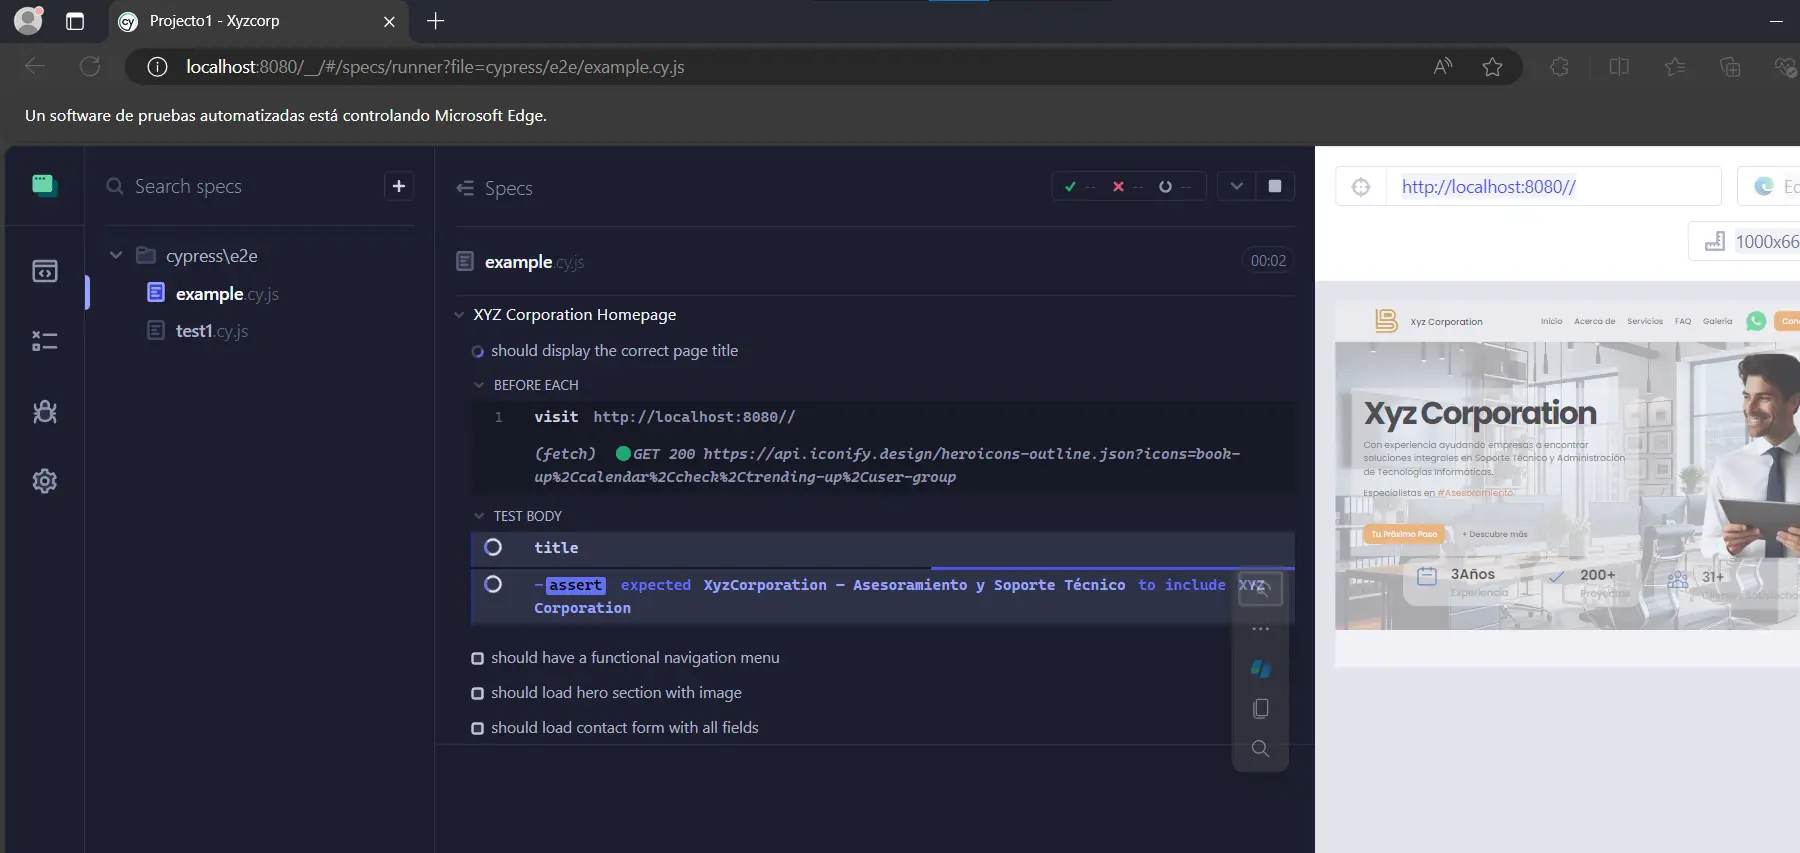 Projecto1 - Xyzcorp
localhost:8080/__/#/specs/runner?file=cypress/e2e/example.cy.js
Un software de pruebas automatizadas está controlando Microsoft Edge.
Search specs
cypress\e2e
example.cy.js
test1.cy.js
Specs
-- -- --
example.cy.js
00:02
XYZ Corporation Homepage
should display the correct page title
BEFORE EACH
1 visit http://localhost:8080//
(fetch) GET 200 https://api.iconify.design/heroicons-outline.json?icons=book-
up%2Ccalendar%2Ccheck%2Ctrending-up%2Cuser-group
TEST BODY
title
-assert expected XyzCorporation – Asesoramiento y Soporte Técnico to include XYZ
Corporation
should have a functional navigation menu
should load hero section with image
should load contact form with all fields
http://localhost:8080//
Ed
1000x66
Xyz Corporation
Inicio Acerca de Servicios FAQ Galeria
Con
Xyz Corporation
Con experiencia ayudando empresas a encontrar
soluciones integrales en Soporte Técnico y Administración
de Tecnologías Informáticas.
Especialistas en #Asesoramiento.
Tu Próximo Paso + Descubre más
3Años
Experiencia
200+
Proyectos
31+